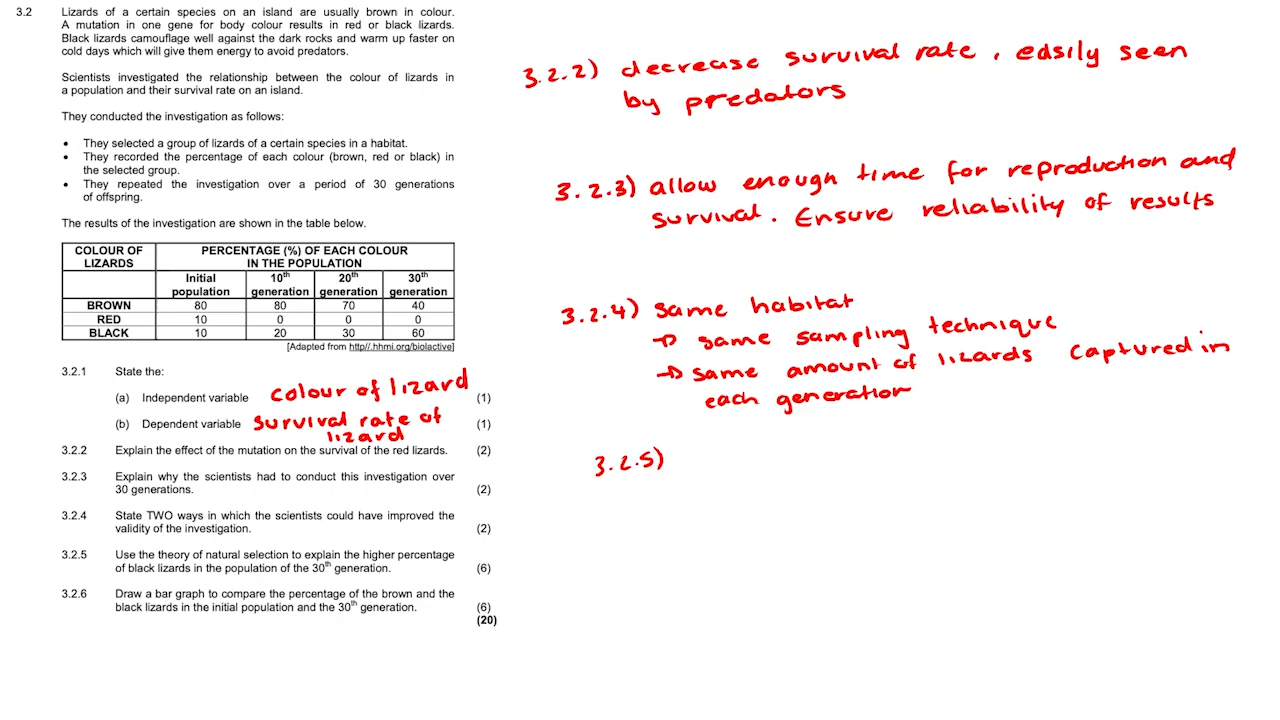 3.2 Lizards of a certain species on an island are usually brown in colour.
A mutation in one gene for body colour results in red or black lizards.
Black lizards camouflage well against the dark rocks and warm up faster on
cold days which will give them energy to avoid predators.
Scientists investigated the relationship between the colour of lizards in
a population and their survival rate on an island.
They conducted the investigation as follows:
• They selected a group of lizards of a certain species in a habitat.
• They recorded the percentage of each colour (brown, red or black) in
the selected group.
• They repeated the investigation over a period of 30 generations
of offspring.
The results of the investigation are shown in the table below.
COLOUR OF LIZARDS PERCENTAGE (%) OF EACH COLOUR IN THE POPULATION
Initial population 10th generation 20th generation 30th generation
BROWN 80 80 70 40
RED 10 0 0 0
BLACK 10 20 30 60
[Adapted from http//.hhmi.org/biolactive]
3.2.1 State the:
(a) Independent variable colour of lizard (1)
(b) Dependent variable survival rate of (1)
lizard
3.2.2 Explain the effect of the mutation on the survival of the red lizards. (2)
3.2.3 Explain why the scientists had to conduct this investigation over
30 generations. (2)
3.2.4 State TWO ways in which the scientists could have improved the
validity of the investigation. (2)
3.2.5 Use the theory of natural selection to explain the higher percentage
of black lizards in the population of the 30th generation. (6)
3.2.6 Draw a bar graph to compare the percentage of the brown and the
black lizards in the initial population and the 30th generation. (6)
(20)
3.2.2) decrease survival rate. easily seen
by predators
3.2.3) allow enough time for reproduction and
survival. Ensure reliability of results
3.2.4) same habitat
→ same sampling technique
→ same amount of lizards captured in
each generation
3.2.5)